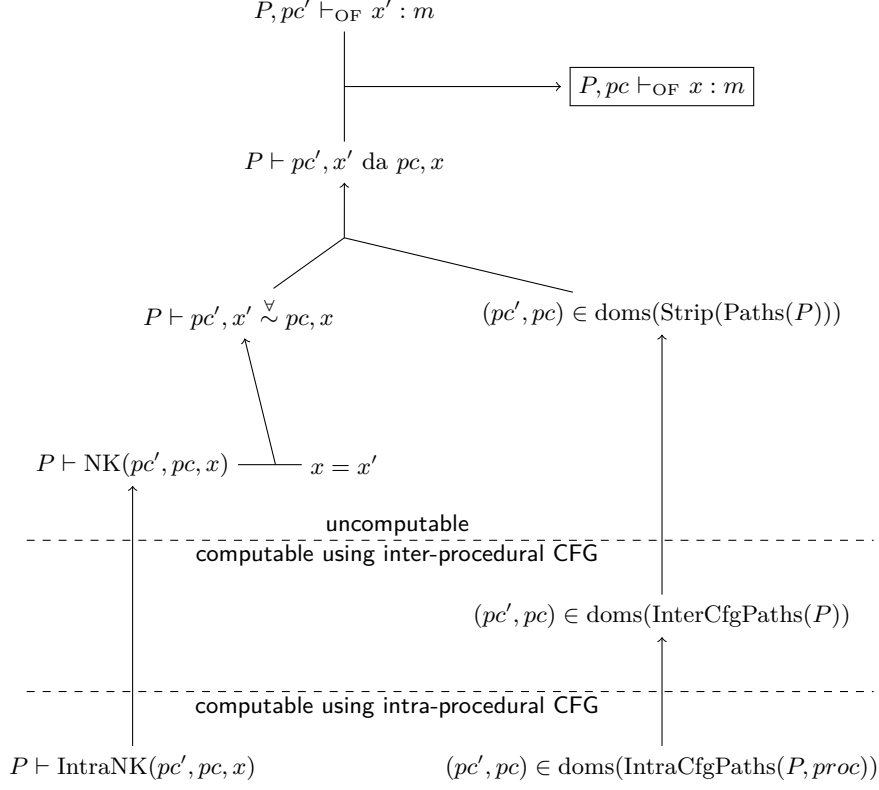 P, pc′ ⊢OF x′ : m
P, pc ⊢OF x : m
P ⊢ pc′, x′ da pc, x
P ⊢ pc′, x′ ∀∼ pc, x
(pc′, pc) ∈ doms(Strip(Paths(P)))
P ⊢ NK(pc′, pc, x)
x = x′
uncomputable
computable using inter-procedural CFG
(pc′, pc) ∈ doms(InterCfgPaths(P))
computable using intra-procedural CFG
P ⊢ IntraNK(pc′, pc, x)
(pc′, pc) ∈ doms(IntraCfgPaths(P, proc))